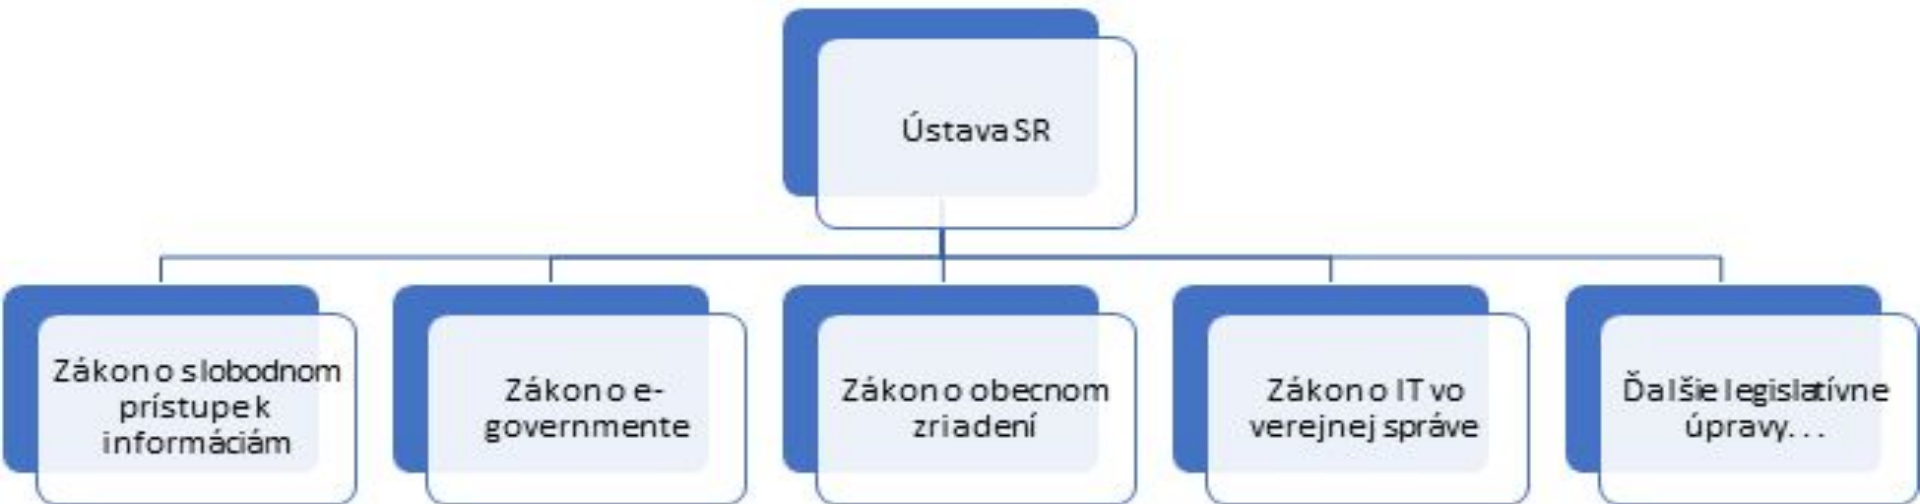 Ústava SR
Zákon o slobodnom
prístupe k
informáciám
Zákon o e-
governmente
Zákon o obecnom
zriadení
Zákon o IT vo
verejnej správe
Ďalšie legislatívne
úpravy...